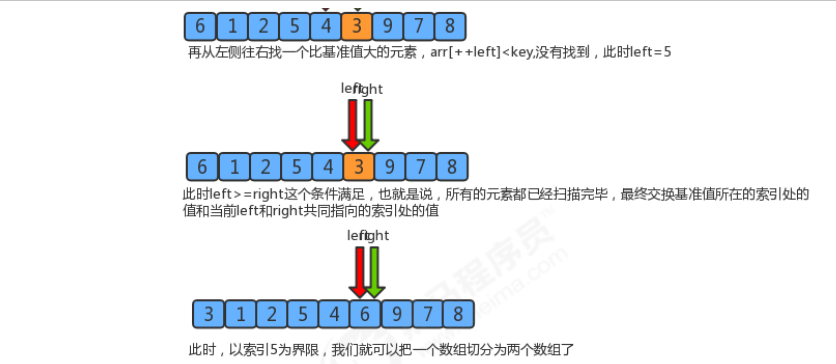 6 1 2 5 4 3 9 7 8
再从左侧往右找一个比基准值大的元素，arr[++left]<key,没有找到，此时left=5
left right
6 1 2 5 4 3 9 7 8
此时left>=right这个条件满足，也就是说，所有的元素都已经扫描完毕，最终交换基准值所在的索引处的
值和当前left和right共同指向的索引处的值
left right
3 1 2 5 4 6 9 7 8
此时，以索引5为界限，我们就可以把一个数组切分为两个数组了